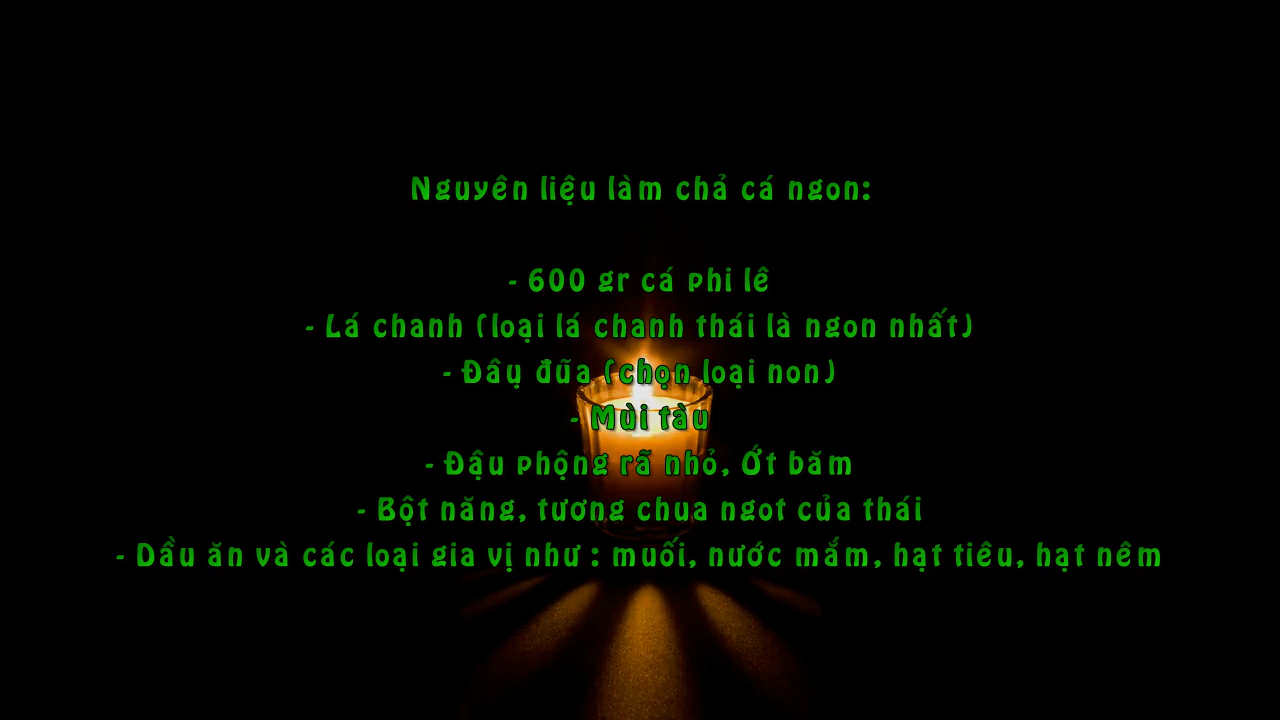 Nguyên liệu làm chả cá ngon:
- 600 gr cá phi lê
- Lá chanh (loại lá chanh thái là ngon nhất)
- Đâụ đũa (chọn loại non)
- Mùi tàu
- Đậu phộng rã nhỏ, Ớt băm
- Bột năng, tương chua ngot của thái
- Dầu ăn và các loại gia vị như : muối, nước mắm, hạt tiêu, hạt nêm